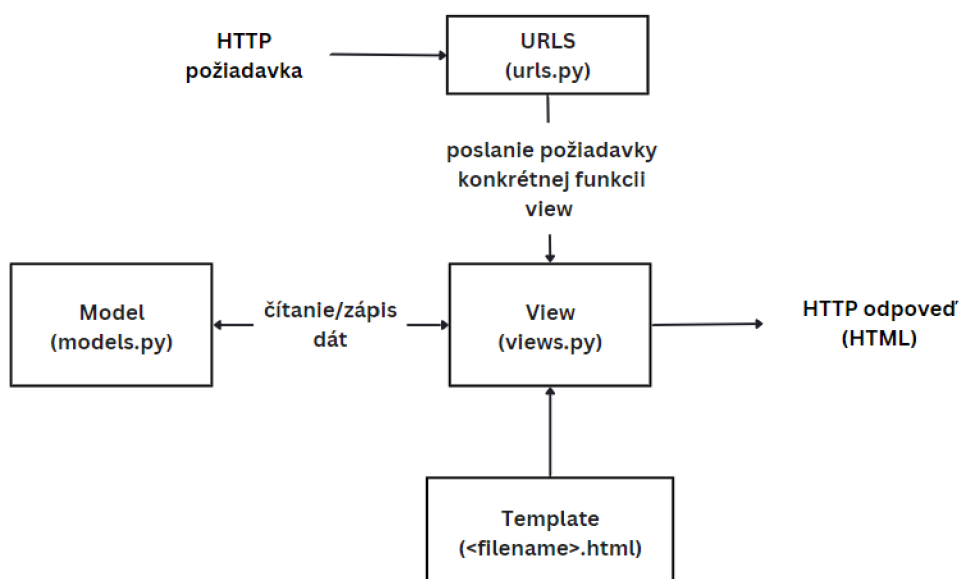 HTTP
požiadavka
URLS
(urls.py)
poslanie požiadavky
konkrétnej funkcii
view
Model
(models.py)
čítanie/zápis
dát
View
(views.py)
HTTP odpoveď
(HTML)
Template
(<filename>.html)